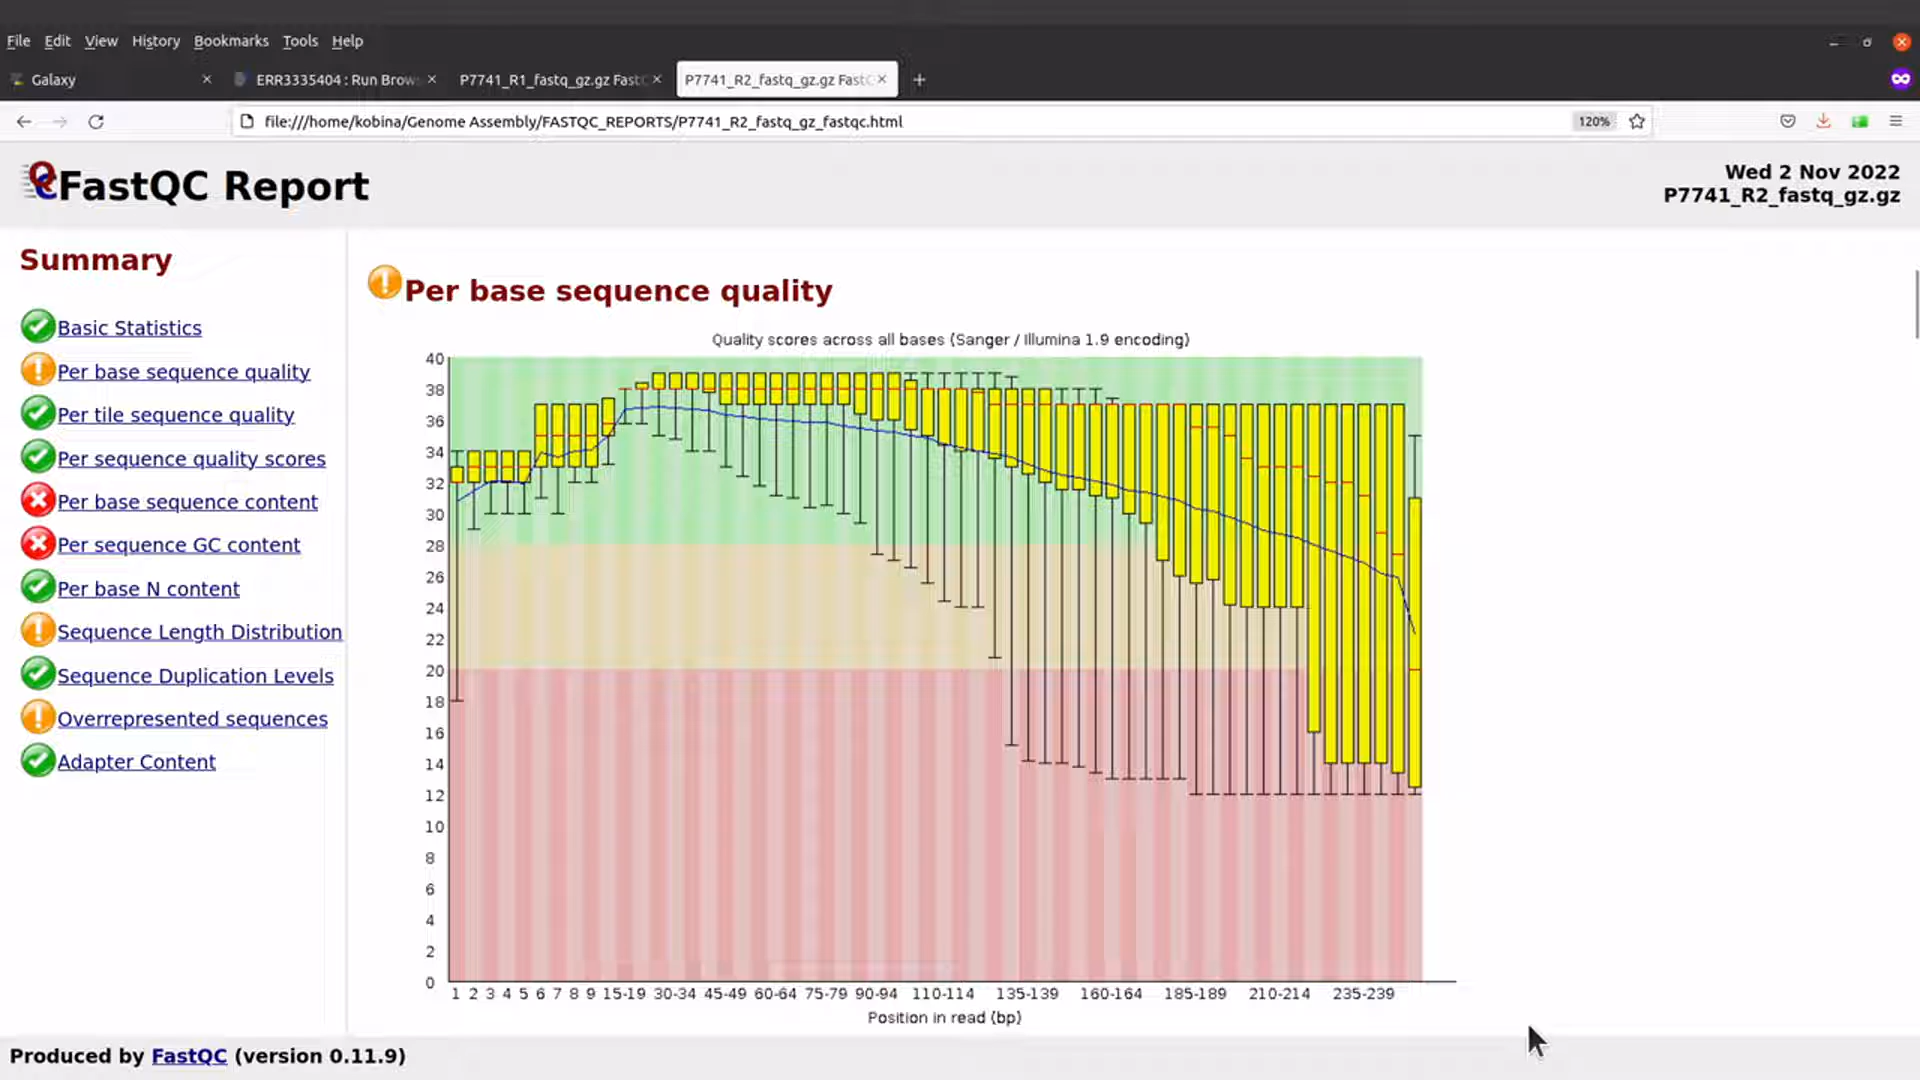 File Edit View History Bookmarks Tools Help
Galaxy
ERR3335404 : Run Brow
P7741_R1_fastq_gz.gz Fast
P7741_R2_fastq_gz.gz Fast
file:///home/kobina/Genome Assembly/FASTQC_REPORTS/P7741_R2_fastq_gz_fastqc.html
120%
FastQC Report
Wed 2 Nov 2022
P7741_R2_fastq_gz.gz
Summary
Basic Statistics
Per base sequence quality
Per tile sequence quality
Per sequence quality scores
Per base sequence content
Per sequence GC content
Per base N content
Sequence Length Distribution
Sequence Duplication Levels
Overrepresented sequences
Adapter Content
Per base sequence quality
Quality scores across all bases (Sanger / Illumina 1.9 encoding)
40
38
36
34
32
30
28
26
24
22
20
18
16
14
12
10
8
6
4
2
0
1 2 3 4 5 6 7 8 9 15-19 30-34 45-49 60-64 75-79 90-94 110-114 135-139 160-164 185-189 210-214 235-239
Position in read (bp)
Produced by FastQC (version 0.11.9)